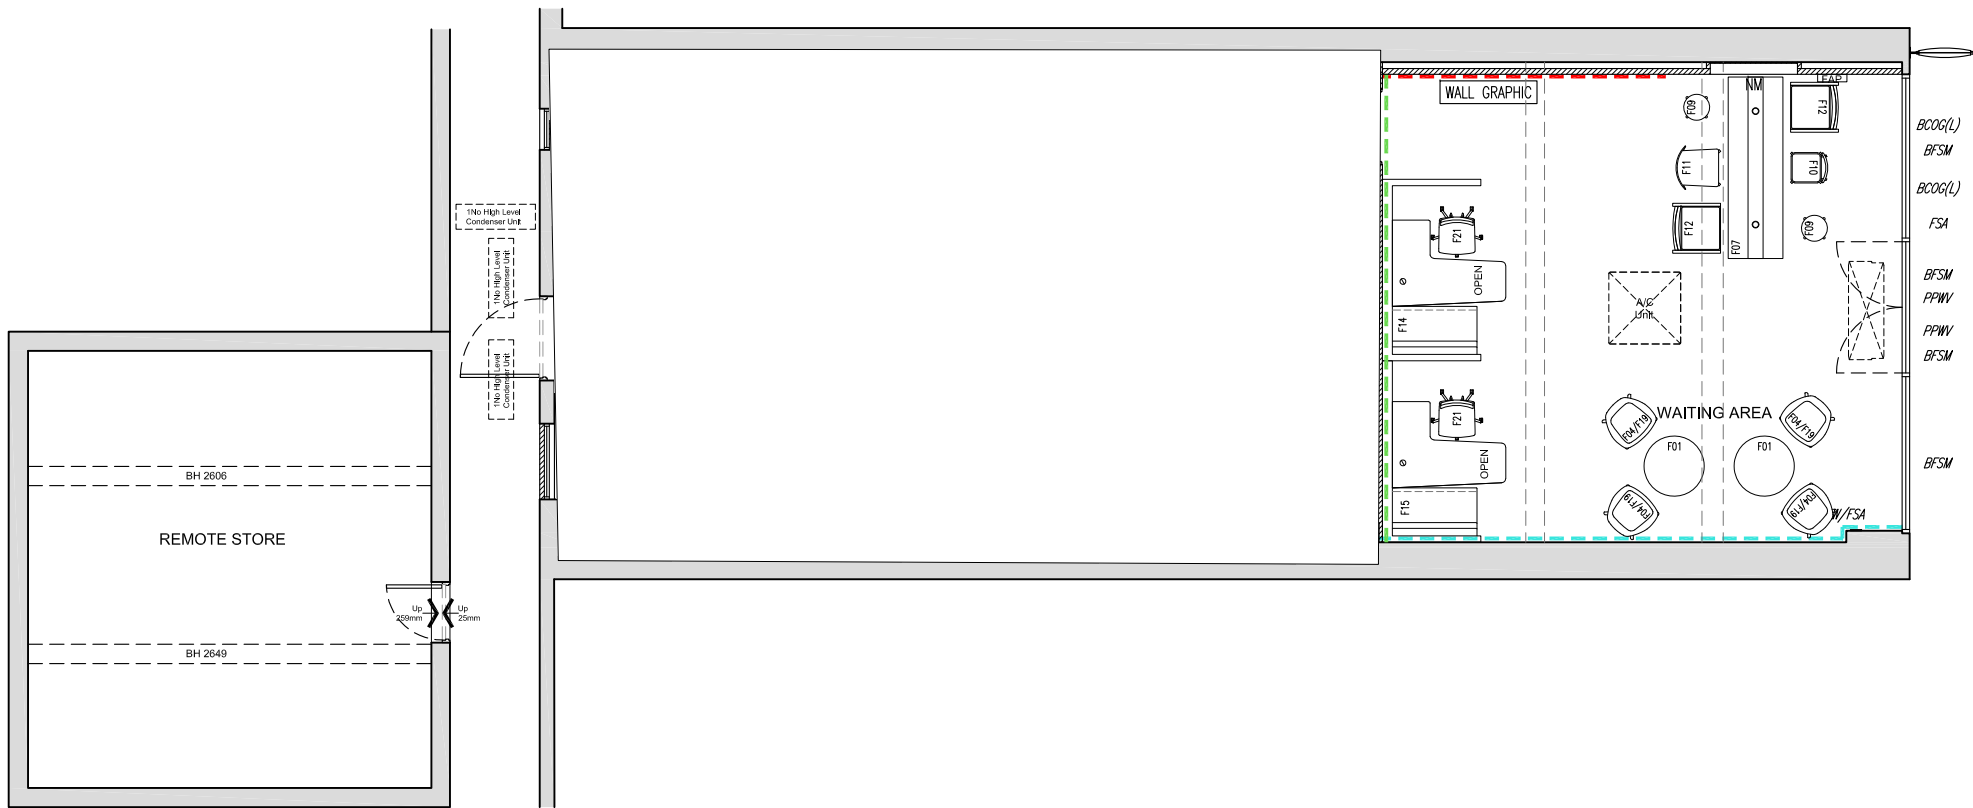 1No High Level
Condenser Unit
1No High Level
Condenser Unit
1No High Level
Condenser Unit
BH 2606
REMOTE STORE
Up
259mm
Up
25mm
BH 2649
WALL GRAPHIC
F21
OPEN
F14
F21
OPEN
F15
F09
F11
F12
NM
F07
LEAP
F12
F10
F09
A/C
Unit
WAITING AREA
F04/F19
F04/F19
F01
F01
F04/F19
F04/F19
W/FSA
BCOG(L)
BFSM
BCOG(L)
FSA
BFSM
PPWV
PPWV
BFSM
BFSM